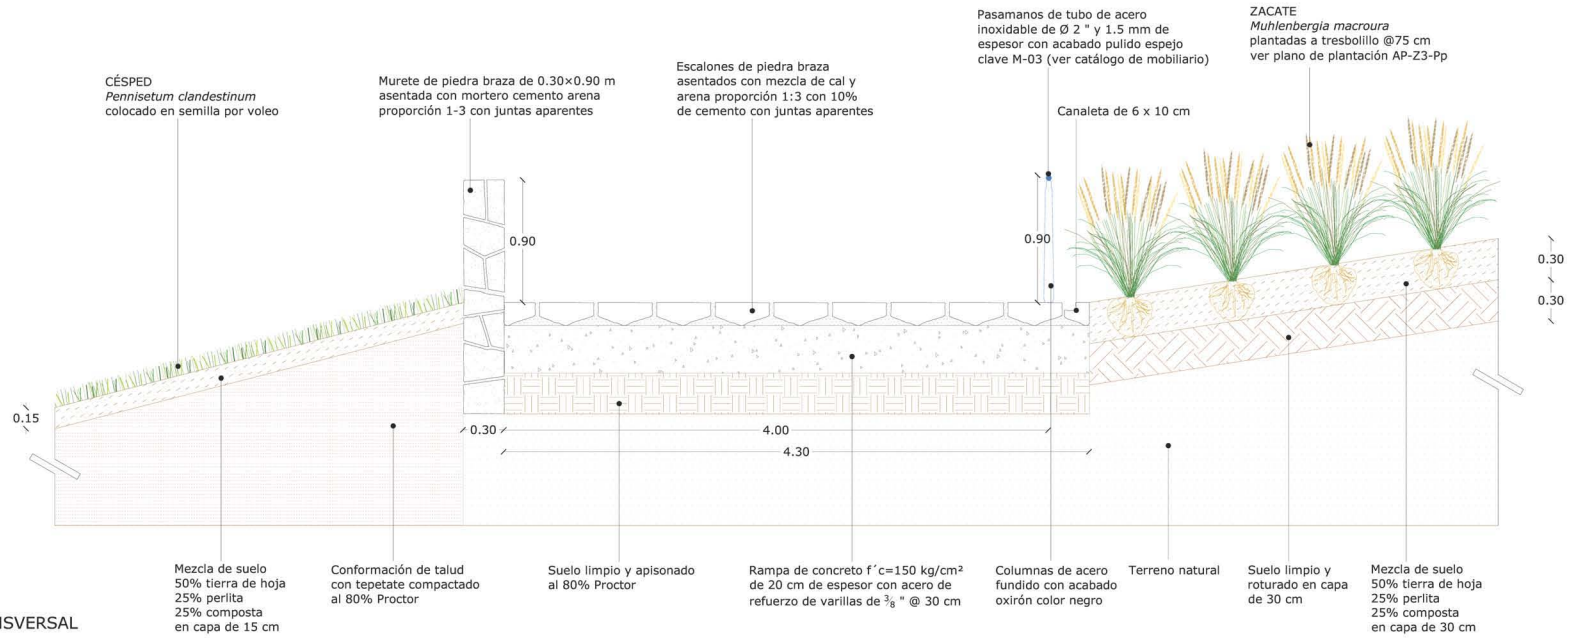 CÉSPED
Pennisetum clandestinum
colocado en semilla por voleo
Murete de piedra braza de 0.30×0.90 m
asentada con mortero cemento arena
proporción 1-3 con juntas aparentes
Escalones de piedra braza
asentados con mezcla de cal y
arena proporción 1:3 con 10%
de cemento con juntas aparentes
Pasamanos de tubo de acero
inoxidable de Ø 2 " y 1.5 mm de
espesor con acabado pulido espejo
clave M-03 (ver catálogo de mobiliario)
Canaleta de 6 x 10 cm
ZACATE
Muhlenbergia macroura
plantadas a tresbolillo @75 cm
ver plano de plantación AP-Z3-Pp
0.90
0.90
0.30
0.30
0.15
0.30
4.00
4.30
Mezcla de suelo
50% tierra de hoja
25% perlita
25% composta
en capa de 15 cm
Conformación de talud
con tepetate compactado
al 80% Proctor
Suelo limpio y apisonado
al 80% Proctor
Rampa de concreto f´c=150 kg/cm²
de 20 cm de espesor con acero de
refuerzo de varillas de ⅜ " @ 30 cm
Columnas de acero
fundido con acabado
oxirón color negro
Terreno natural
Suelo limpio y
roturado en capa
de 30 cm
Mezcla de suelo
50% tierra de hoja
25% perlita
25% composta
en capa de 30 cm
NSVERSAL